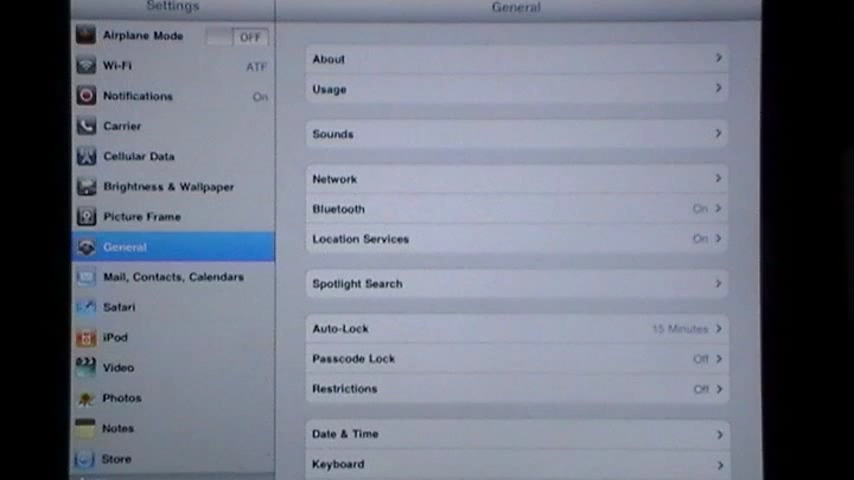 Settings
General
Airplane Mode OFF
Wi-Fi ATF
Notifications On
Carrier
Cellular Data
Brightness & Wallpaper
Picture Frame
General
Mail, Contacts, Calendars
Safari
iPod
Video
Photos
Notes
Store
About
Usage
Sounds
Network
Bluetooth On
Location Services On
Spotlight Search
Auto-Lock 15 Minutes
Passcode Lock Off
Restrictions Off
Date & Time
Keyboard